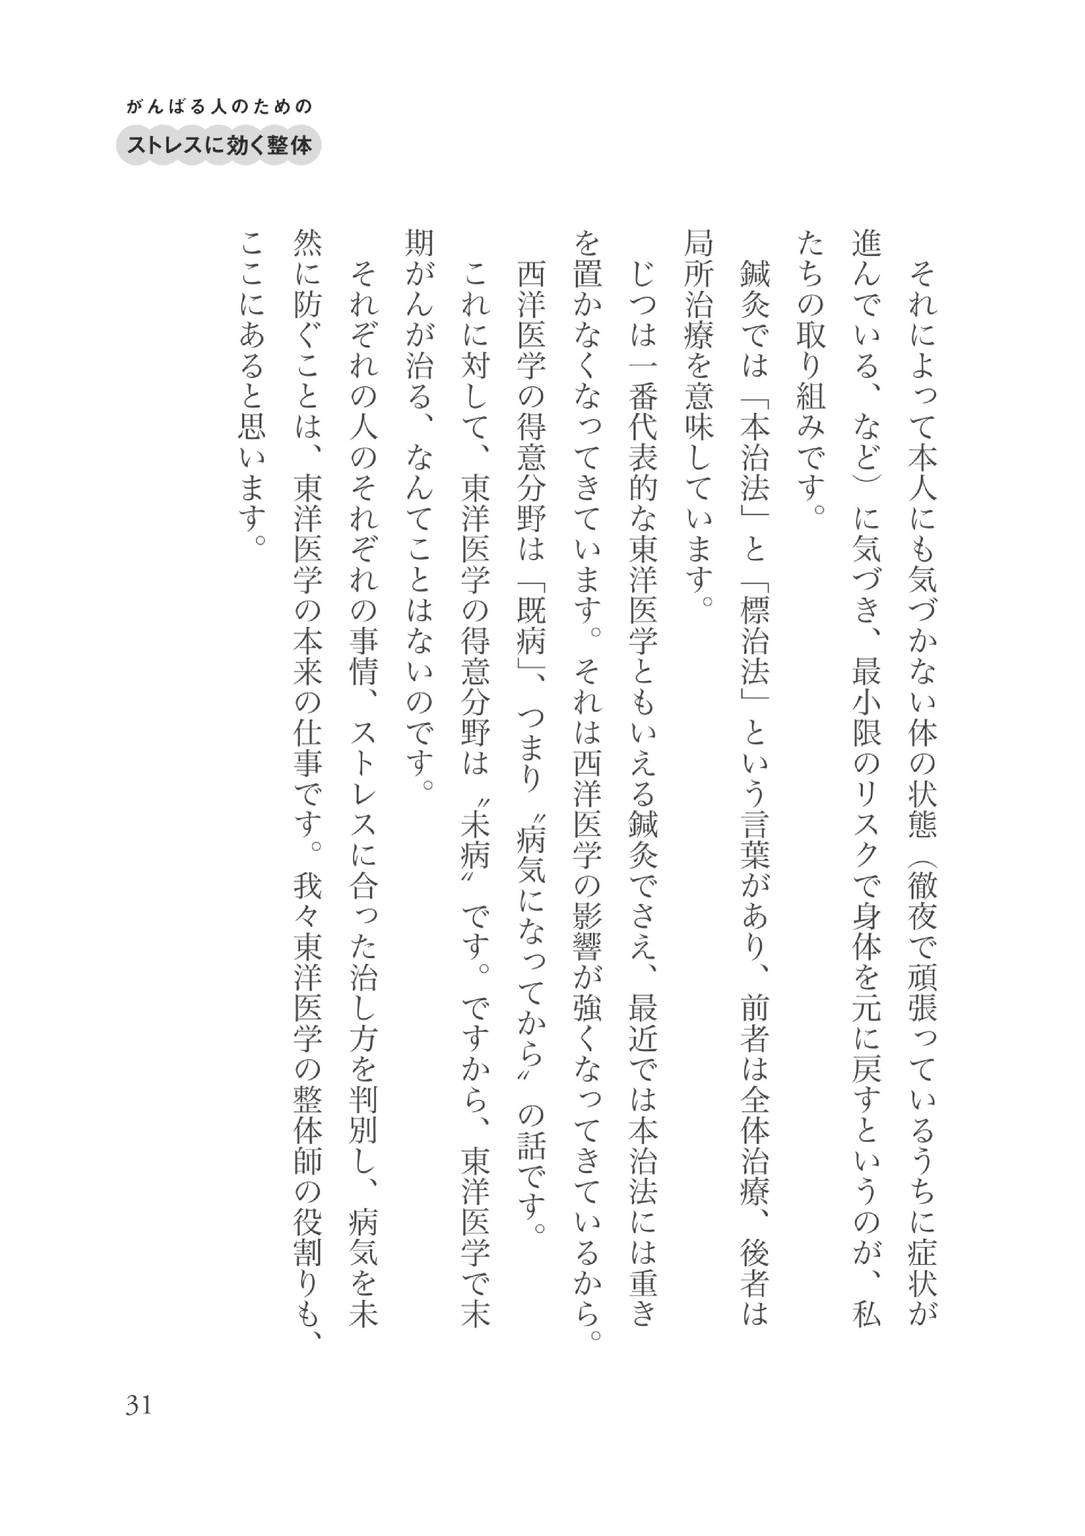 がんばる人のための
ストレスに効く整体
それによって本人にも気づかない体の状態（徹夜で頑張っているうちに症状が
進んでいる、など）に気づき、最小限のリスクで身体を元に戻すというのが、私
たちの取り組みです。
鍼灸では「本治法」と「標治法」という言葉があり、前者は全体治療、後者は
局所治療を意味しています。
じつは一番代表的な東洋医学ともいえる鍼灸でさえ、最近では本治法には重き
を置かなくなってきています。それは西洋医学の影響が強くなってきているから。
西洋医学の得意分野は「既病」、つまり〝病気になってから〟の話です。
これに対して、東洋医学の得意分野は〝未病〟です。ですから、東洋医学で末
期がんが治る、なんてことはないのです。
それぞれの人のそれぞれの事情、ストレスに合った治し方を判別し、病気を未
然に防ぐことは、東洋医学の本来の仕事です。我々東洋医学の整体師の役割りも、
ここにあると思います。
31